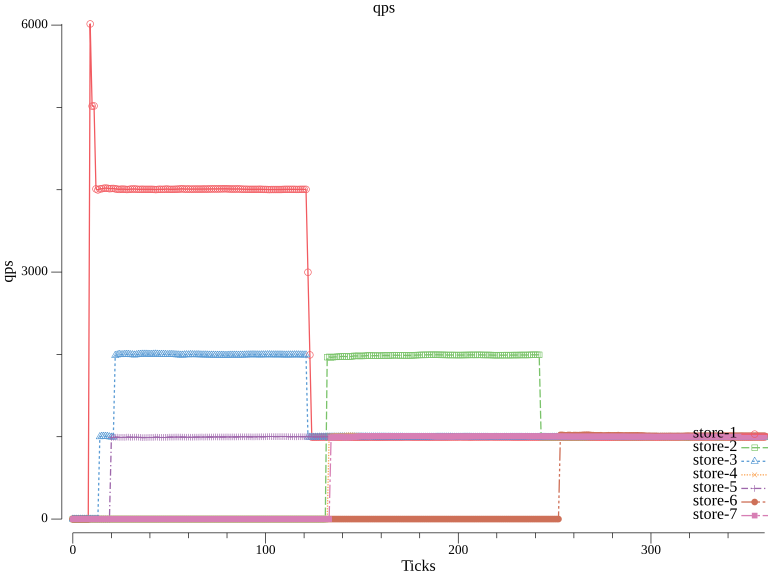 qps
6000
3000
0
qps
0
100
200
300
Ticks
store-1
store-2
store-3
store-4
store-5
store-6
store-7